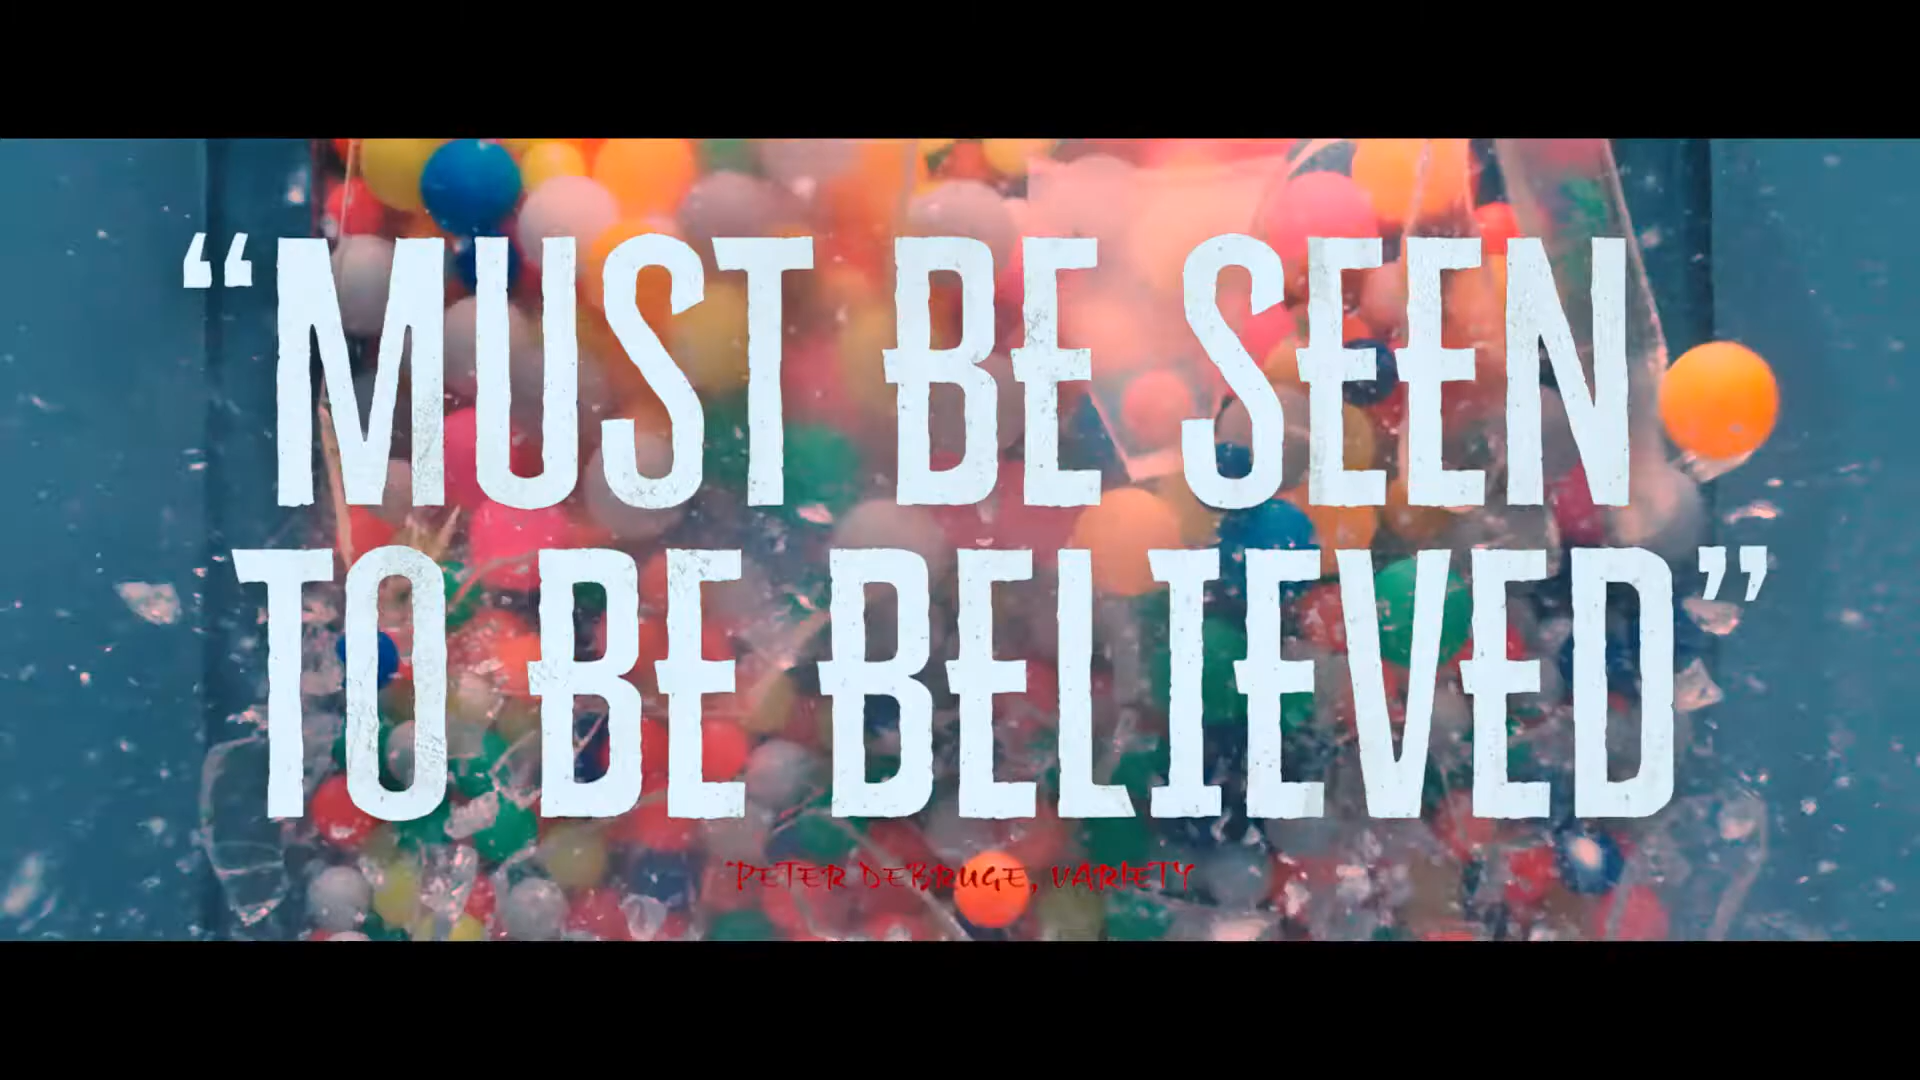 “MUST BE SEEN
TO BE BELIEVED”
PETER DEBRUGE, VARIETY